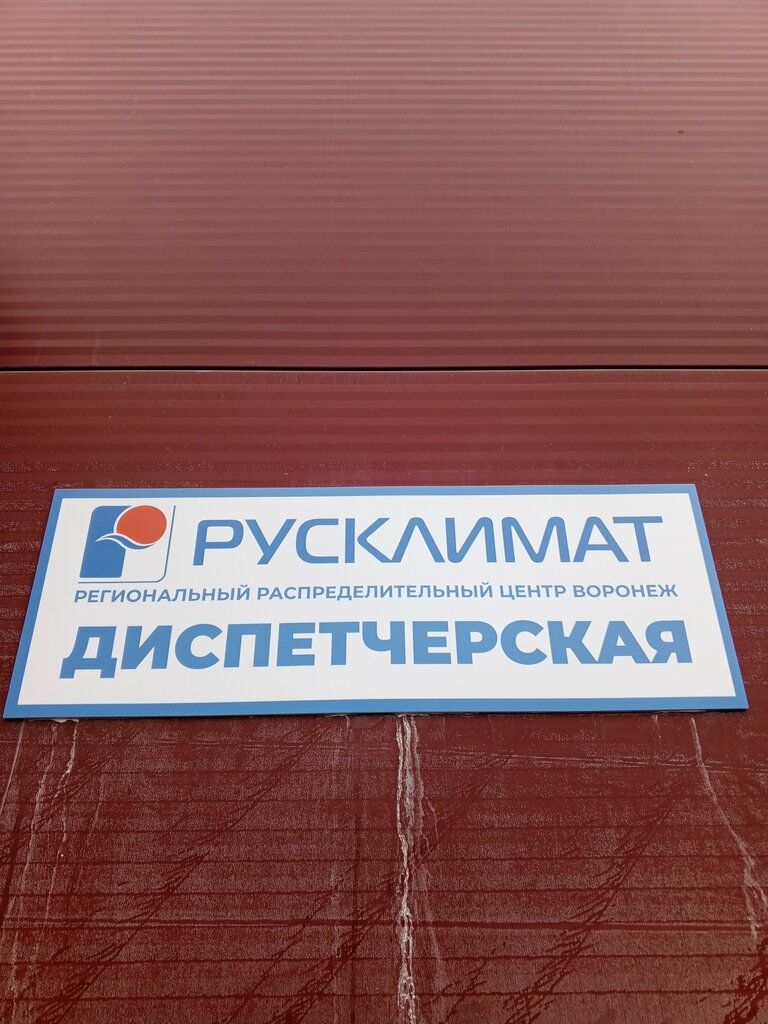 РУСКЛИМАТ
РЕГИОНАЛЬНЫЙ РАСПРЕДЕЛИТЕЛЬНЫЙ ЦЕНТР ВОРОНЕЖ
ДИСПЕТЧЕРСКАЯ